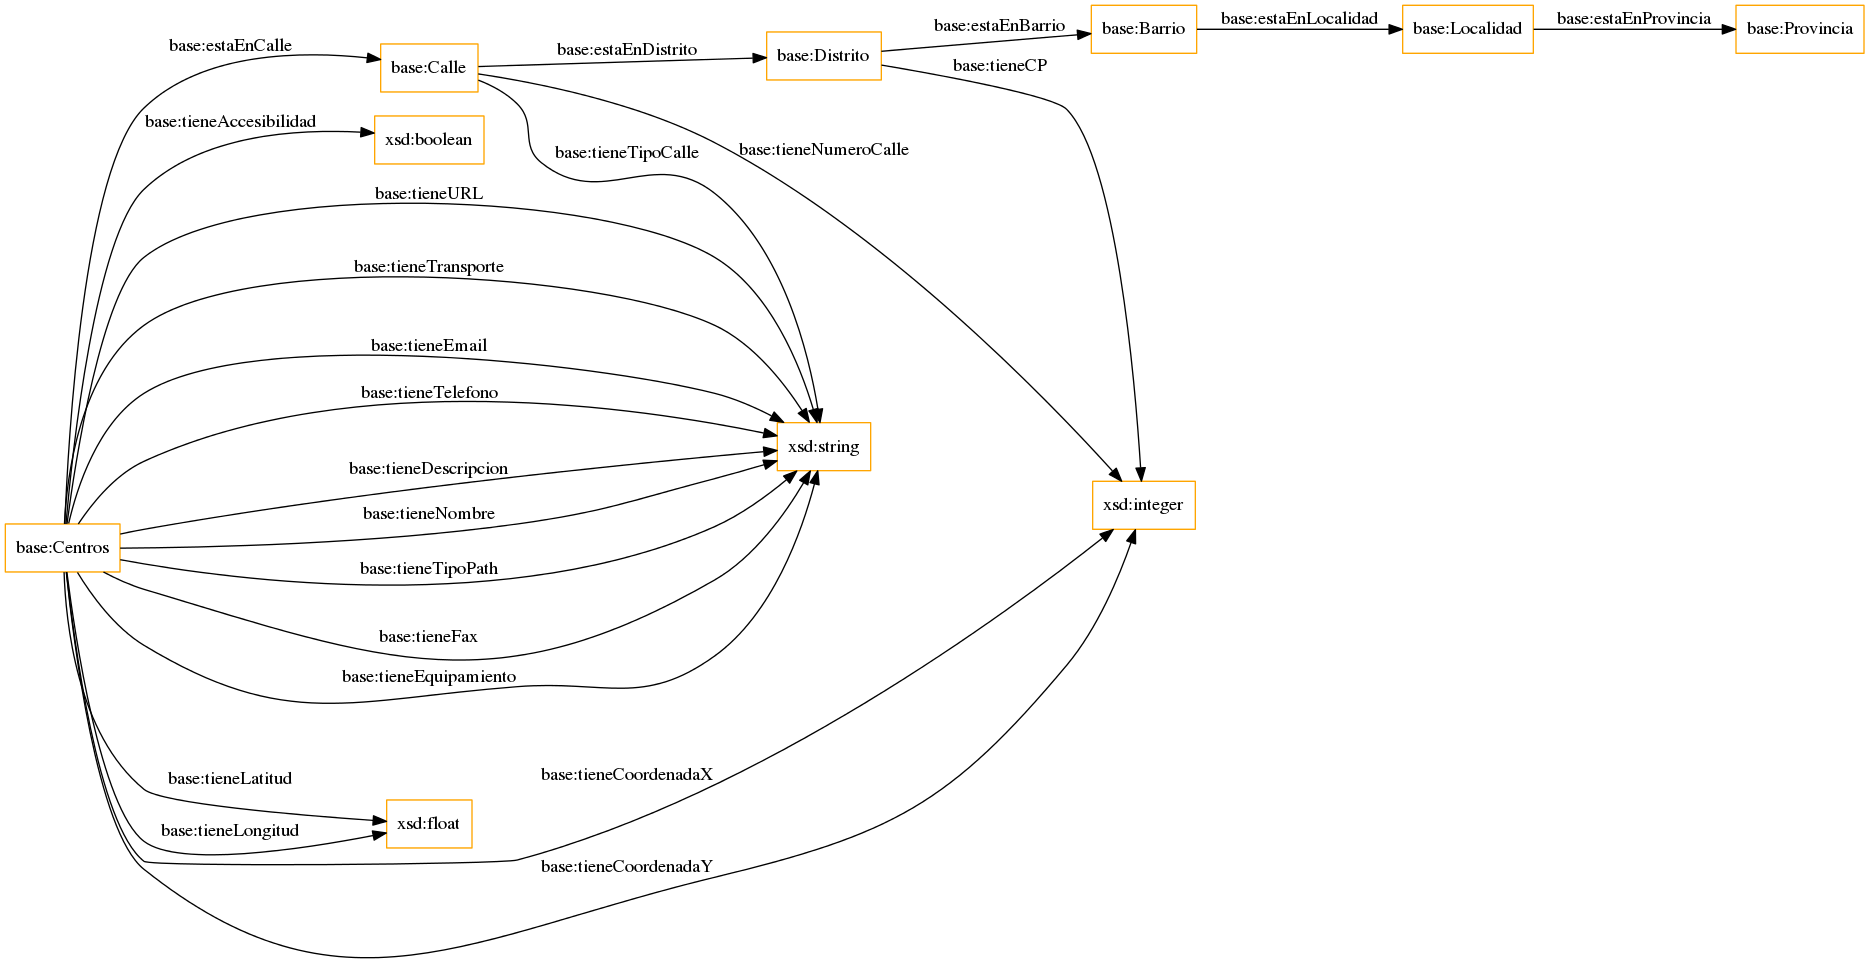 base:estaEnCalle
base:Calle
base:estaEnDistrito
base:Distrito
base:estaEnBarrio
base:Barrio
base:estaEnLocalidad
base:Localidad
base:estaEnProvincia
base:Provincia
base:tieneCP
base:tieneAccesibilidad
xsd:boolean
base:tieneTipoCalle
base:tieneNumeroCalle
base:tieneURL
base:tieneTransporte
base:tieneEmail
base:tieneTelefono
xsd:string
base:tieneDescripcion
base:tieneNombre
xsd:integer
base:Centros
base:tieneTipoPath
base:tieneFax
base:tieneEquipamiento
base:tieneLatitud
base:tieneCoordenadaX
xsd:float
base:tieneLongitud
base:tieneCoordenadaY